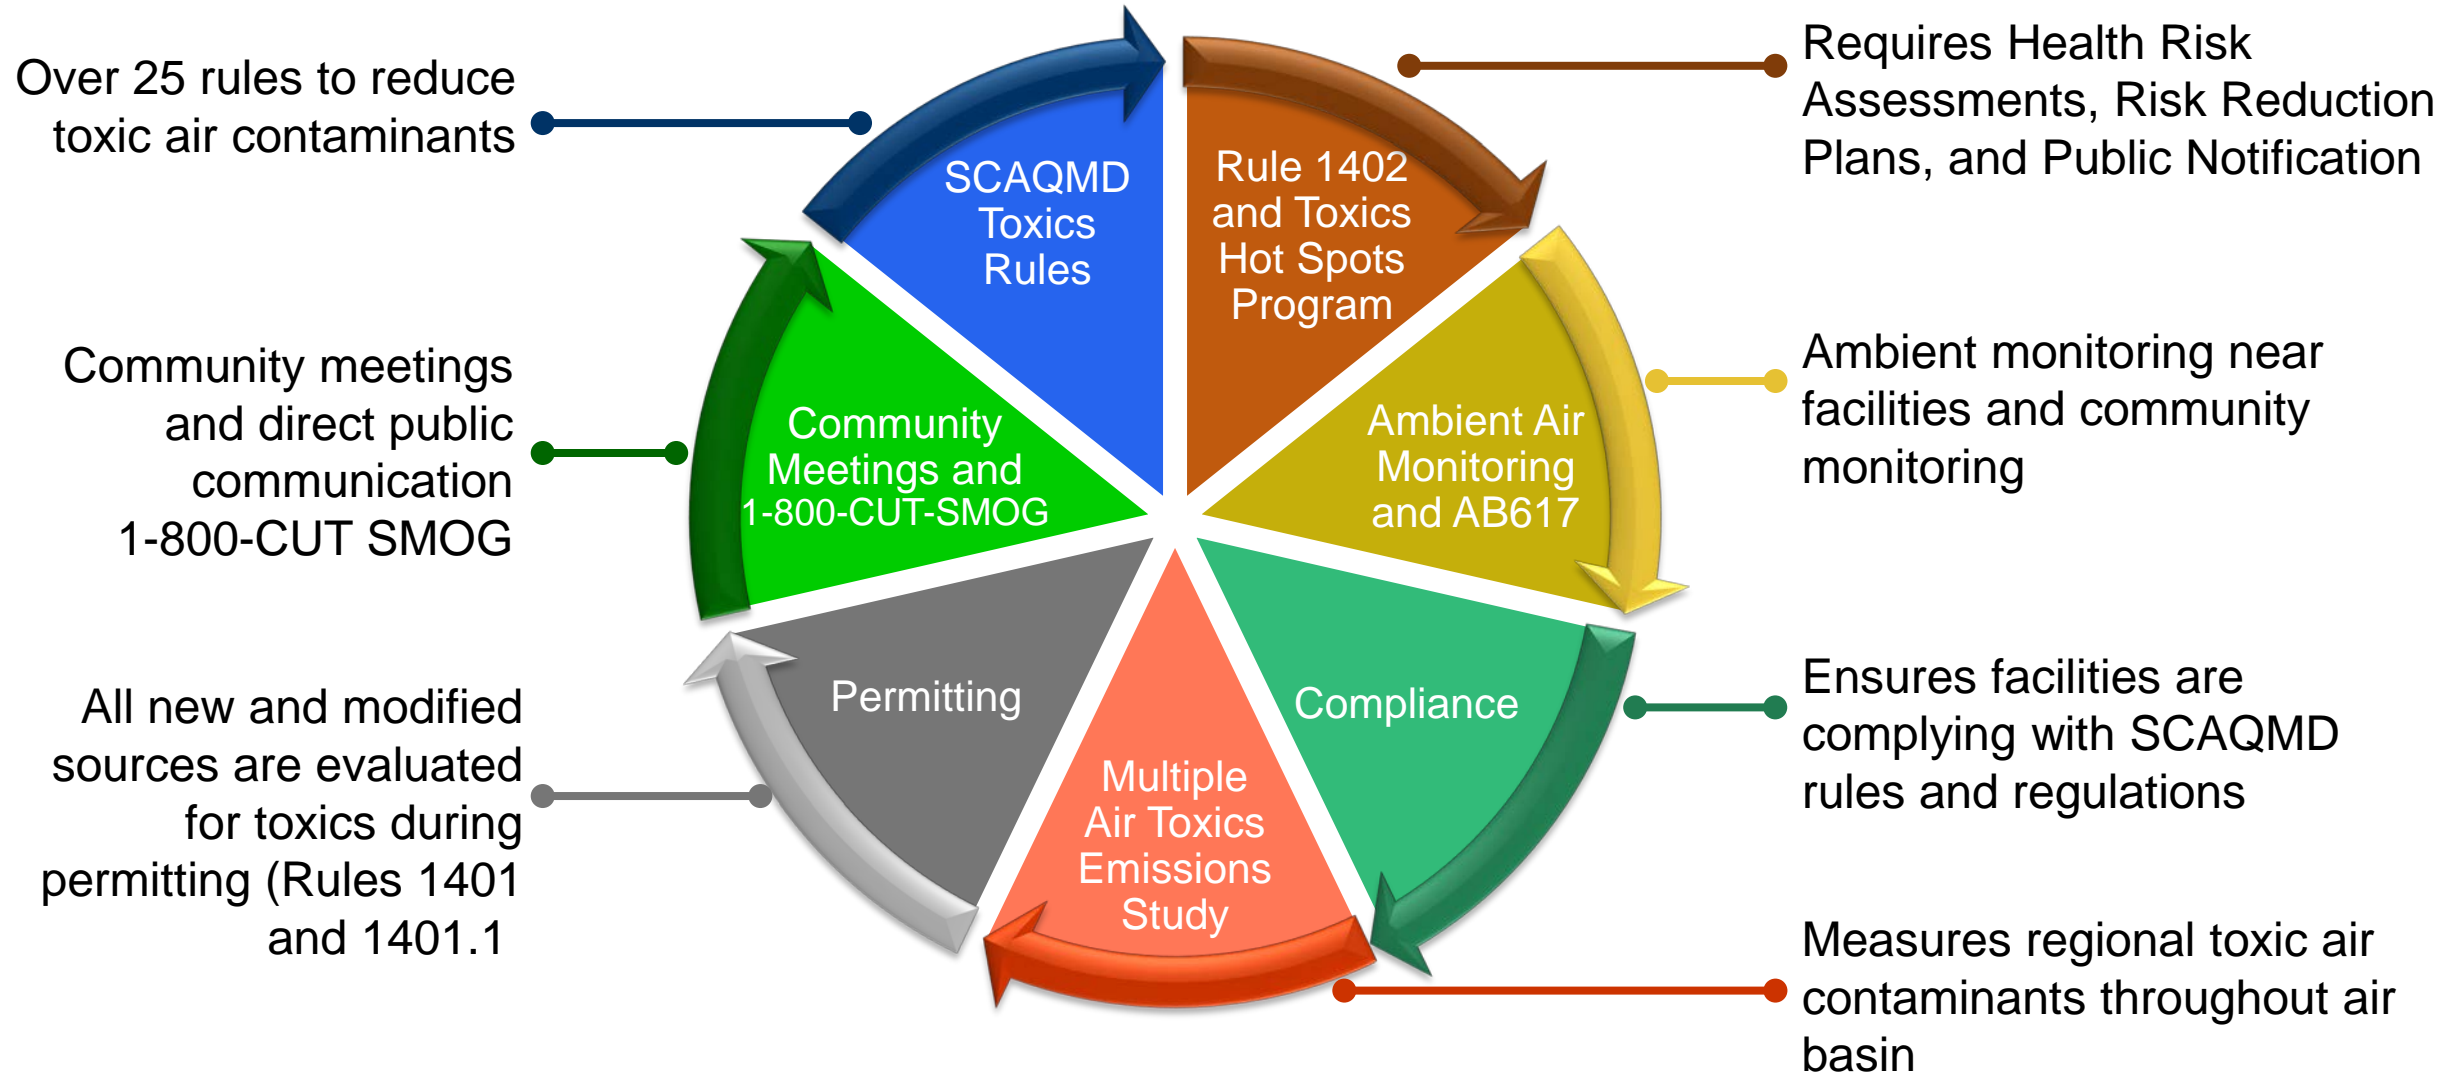 Over 25 rules to reduce
toxic air contaminants
SCAQMD
Toxics
Rules
Rule 1402
and Toxics
Hot Spots
Program
Requires Health Risk
Assessments, Risk Reduction
Plans, and Public Notification
Community meetings
and direct public
communication
1-800-CUT SMOG
Community
Meetings and
1-800-CUT-SMOG
Ambient Air
Monitoring
and AB617
Ambient monitoring near
facilities and community
monitoring
All new and modified
sources are evaluated
for toxics during
permitting (Rules 1401
and 1401.1
Permitting
Multiple
Air Toxics
Emissions
Study
Compliance
Ensures facilities are
complying with SCAQMD
rules and regulations
Measures regional toxic air
contaminants throughout air
basin